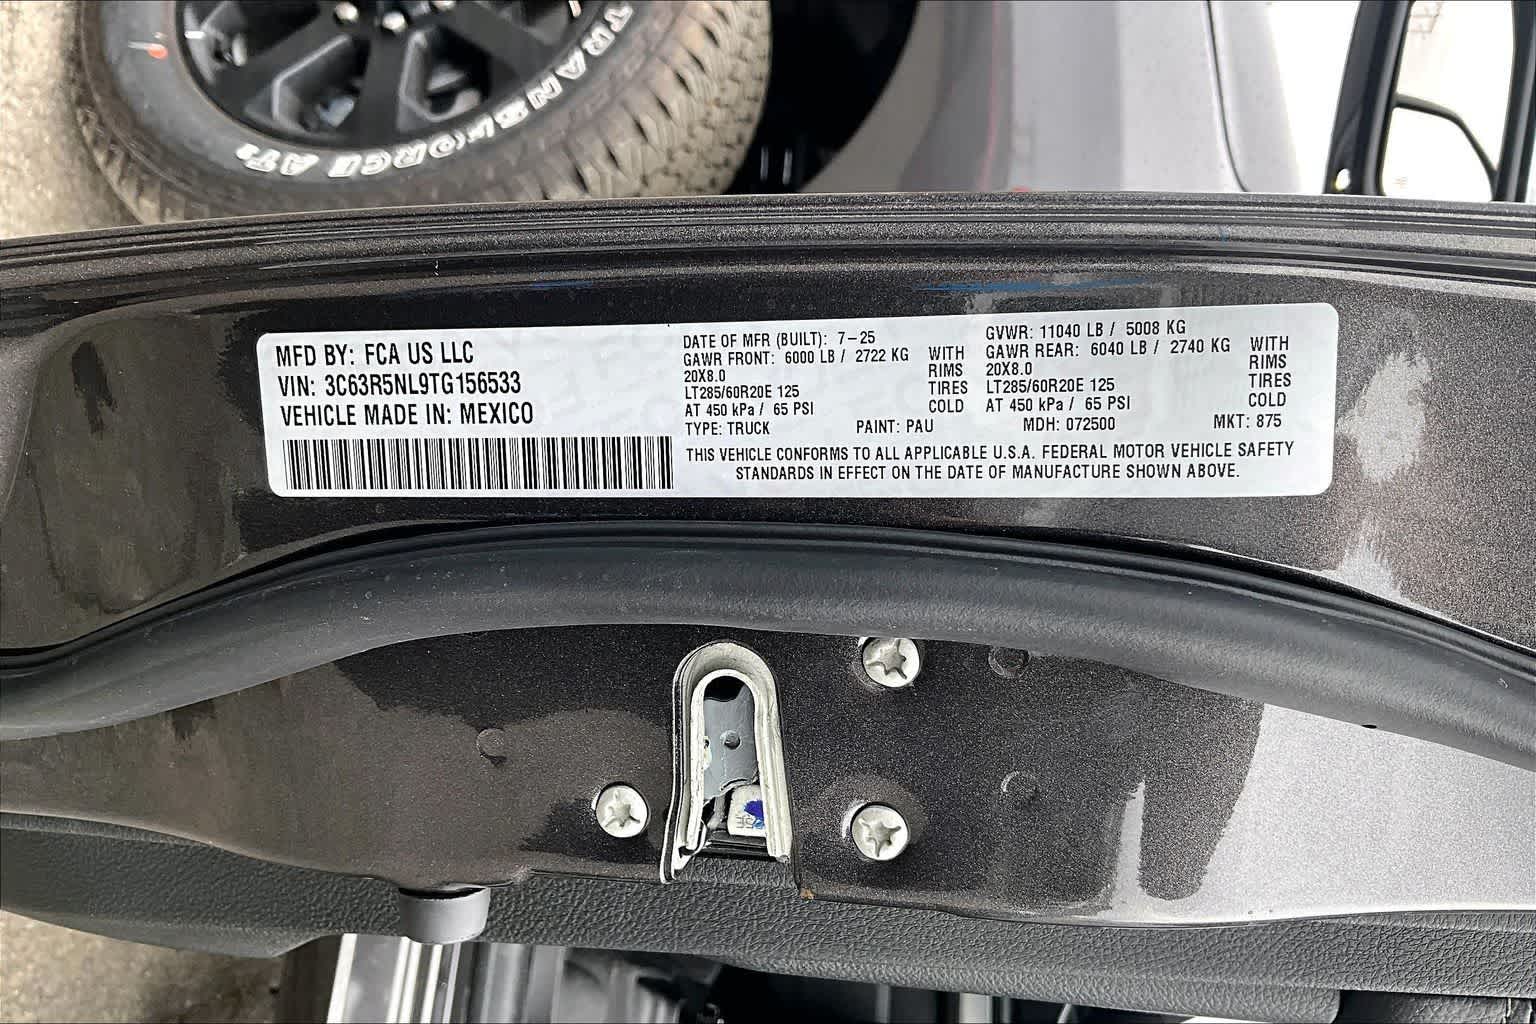 TRANSFORCE AT2
MFD BY: FCA US LLC
VIN: 3C63R5NL9TG156533
VEHICLE MADE IN: MEXICO
DATE OF MFR (BUILT): 7-25
GAWR FRONT: 6000 LB / 2722 KG WITH
20X8.0 RIMS
LT285/60R20E 125 TIRES
AT 450 kPa / 65 PSI COLD
GVWR: 11040 LB / 5008 KG
GAWR REAR: 6040 LB / 2740 KG WITH
20X8.0 RIMS
LT285/60R20E 125 TIRES
AT 450 kPa / 65 PSI COLD
TYPE: TRUCK PAINT: PAU MDH: 072500 MKT: 875
THIS VEHICLE CONFORMS TO ALL APPLICABLE U.S.A. FEDERAL MOTOR VEHICLE SAFETY
STANDARDS IN EFFECT ON THE DATE OF MANUFACTURE SHOWN ABOVE.